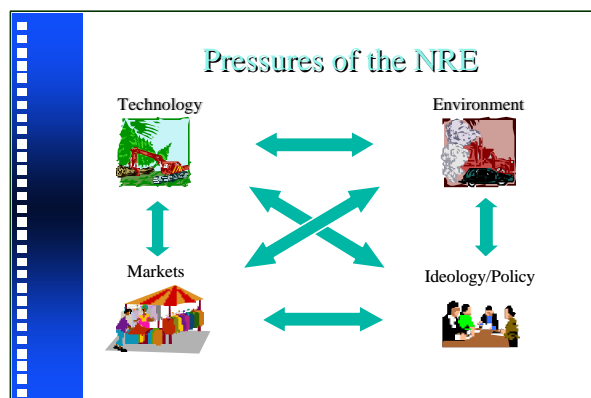 Pressures of the NRE
Technology
Environment
Markets
Ideology/Policy